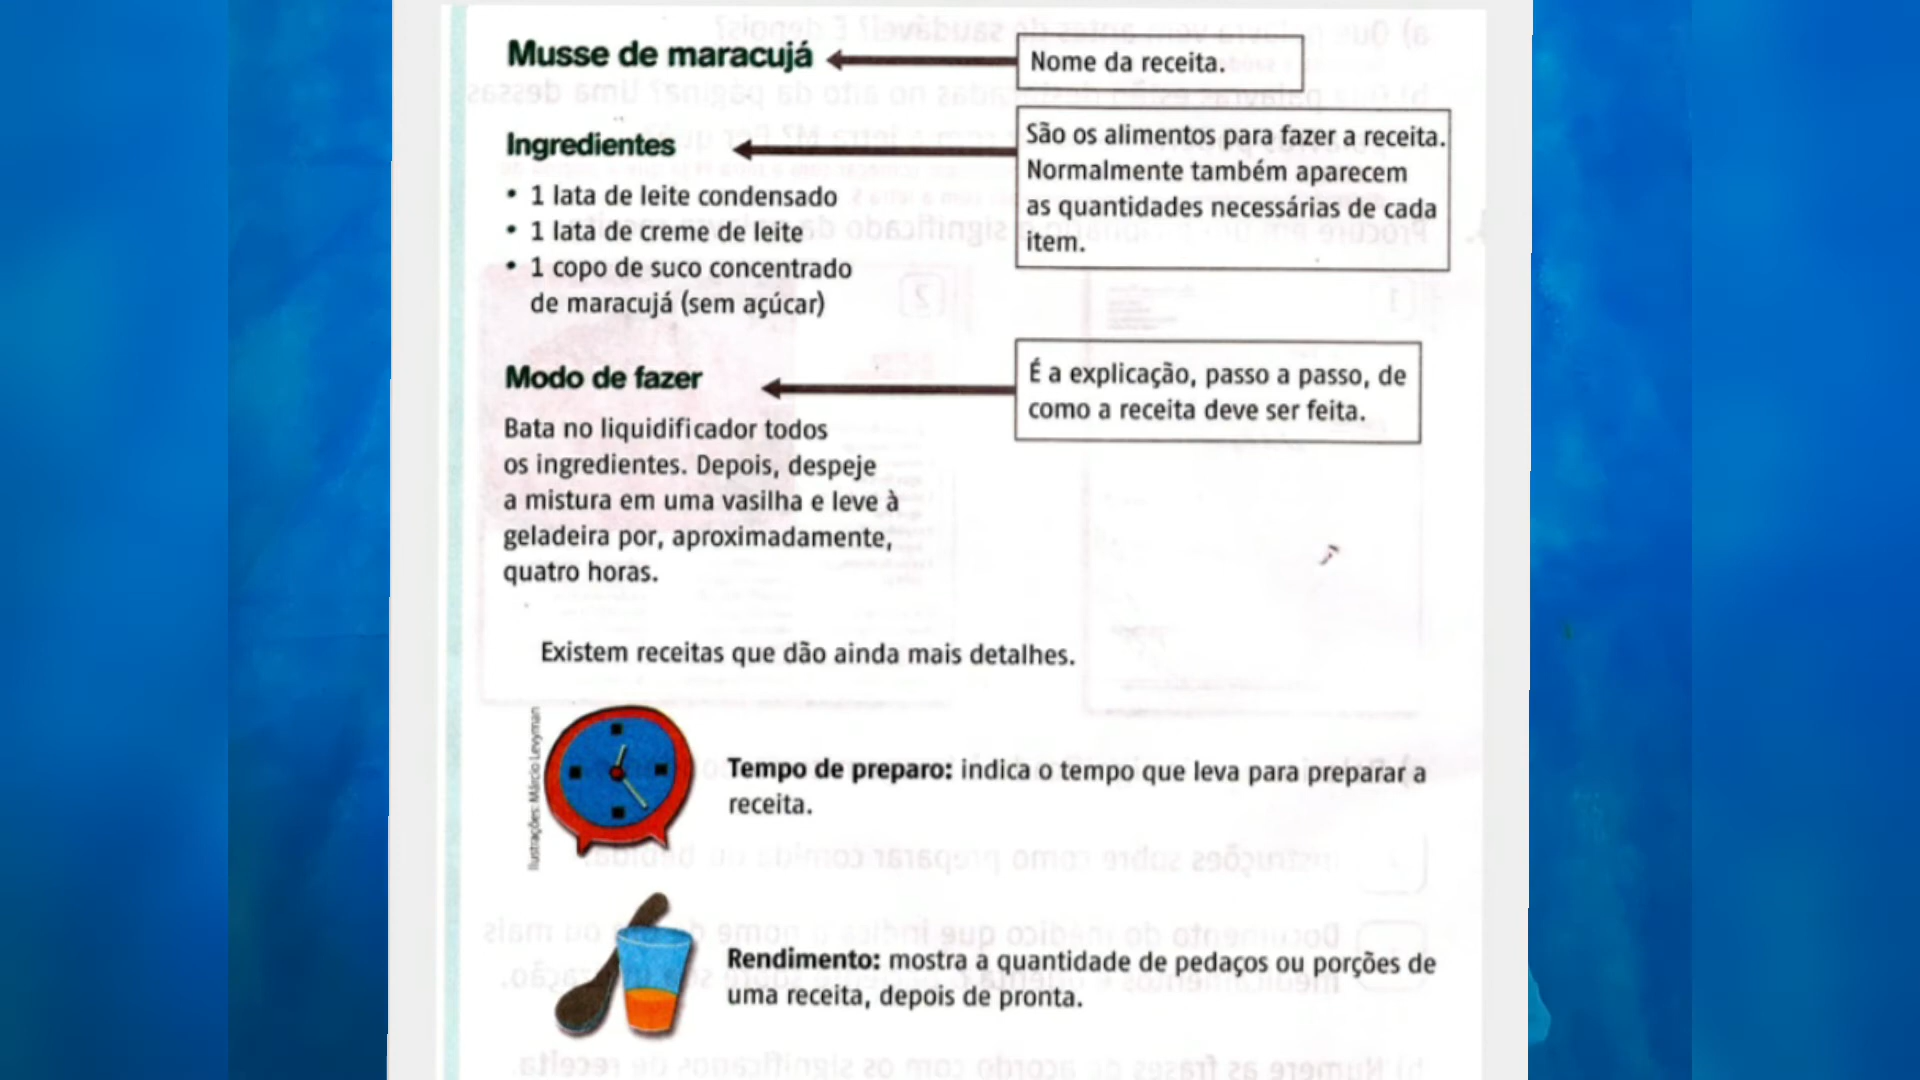 Musse de maracujá
Nome da receita.
Ingredientes
São os alimentos para fazer a receita.
Normalmente também aparecem
as quantidades necessárias de cada
item.
• 1 lata de leite condensado
• 1 lata de creme de leite
• 1 copo de suco concentrado
de maracujá (sem açúcar)
Modo de fazer
É a explicação, passo a passo, de
como a receita deve ser feita.
Bata no liquidificador todos
os ingredientes. Depois, despeje
a mistura em uma vasilha e leve à
geladeira por, aproximadamente,
quatro horas.
Existem receitas que dão ainda mais detalhes.
Ilustrações: Márcio Levyman
Tempo de preparo: indica o tempo que leva para preparar a
receita.
Rendimento: mostra a quantidade de pedaços ou porções de
uma receita, depois de pronta.